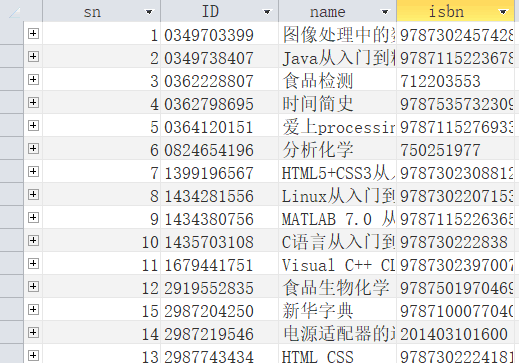 sn ID name isbn
1 0349703399 图像处理中的 9787302457428
2 0349738407 Java从入门到 9787115223678
3 0362228807 食品检测 712203553
4 0362798695 时间简史 9787535732309
5 0364120151 爱上processin 9787115276933
6 0824654196 分析化学 750251977
7 1399196567 HTML5+CSS3从 9787302308812
8 1434281556 Linux从入门到 9787302207153
9 1434380756 MATLAB 7.0 从 9787115226365
10 1435703108 C语言从入门到 978730222838
11 1679441751 Visual C++ CD 9787302397007
12 2919552835 食品生物化学 9787501970469
15 2987204250 新华字典 9787100077040
14 2987219546 电源适配器的 201403101600
13 2987743434 HTML CSS 9787302224181